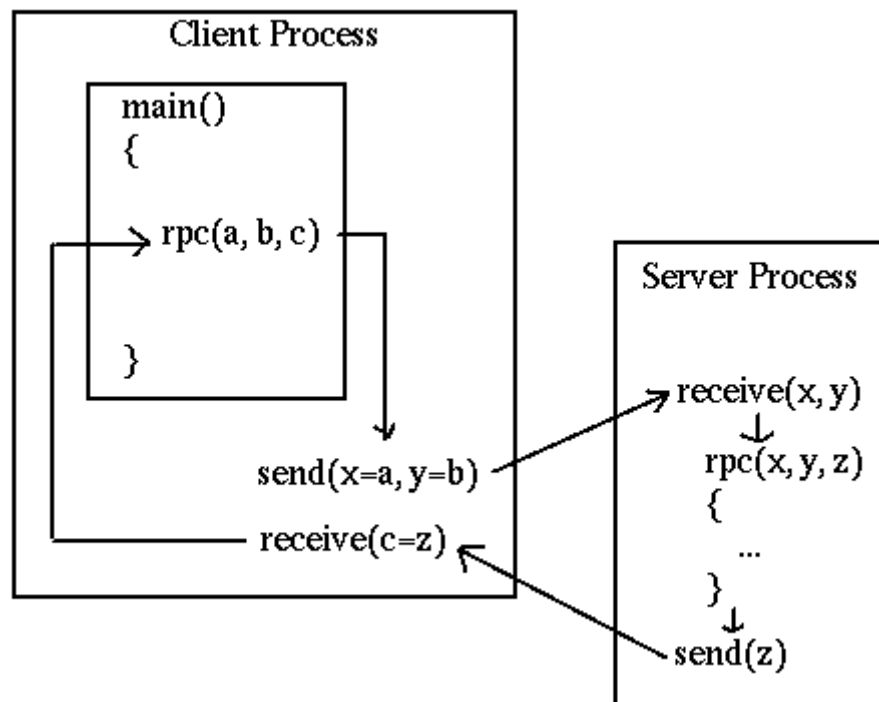 Client Process
main()
{
rpc(a, b, c)
}
send(x=a, y=b)
receive(c=z)
Server Process
receive(x, y)
rpc(x, y, z)
{
...
}
send(z)